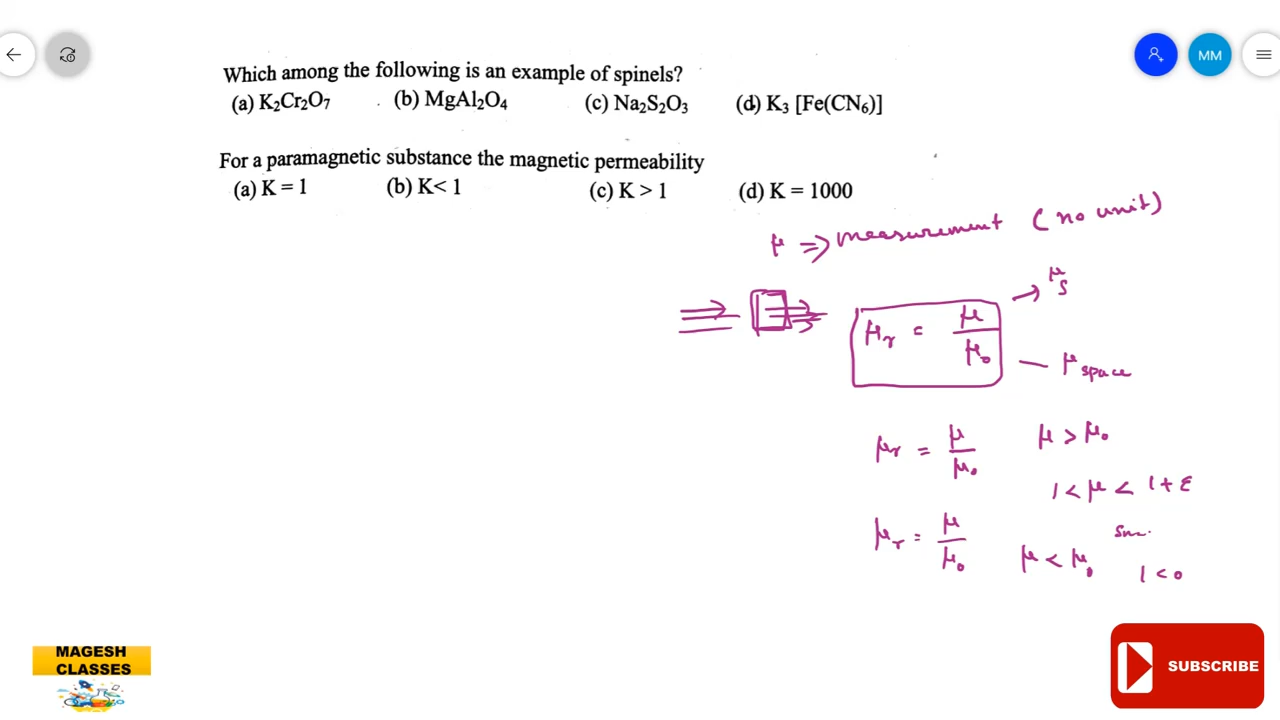 MM
Which among the following is an example of spinels?
(a) K₂Cr₂O₇ (b) MgAl₂O₄ (c) Na₂S₂O₃ (d) K₃ [Fe(CN₆)]
For a paramagnetic substance the magnetic permeability
(a) K = 1 (b) K< 1 (c) K > 1 (d) K = 1000
μ ⇒ measurement (no unit)
μᵣ = μ/μ₀ → μₛ
— μ space
μᵣ = μ/μ₀ μ > μ₀
1 < μ < 1 + ε
μᵣ = μ/μ₀ μ < μ₀
1 < 0
MAGESH
CLASSES
SUBSCRIBE